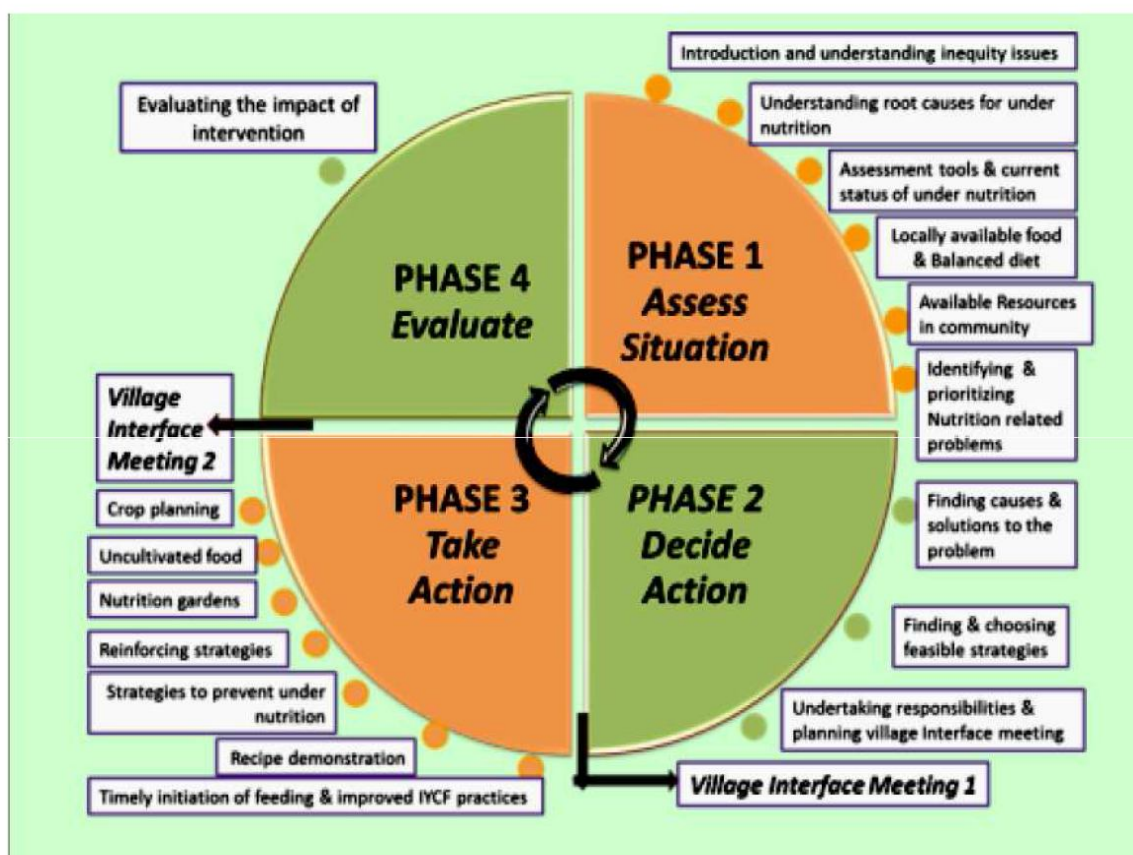 Introduction and understanding inequity issues
Understanding root causes for under
nutrition
Assessment tools & current
status of under nutrition
Locally available food
& Balanced diet
Available Resources
in community
Identifying &
prioritizing
Nutrition related
problems
PHASE 1
Assess
Situation
Finding causes &
solutions to the
problem
Finding & choosing
feasible strategies
Undertaking responsibilities &
planning village Interface meeting
PHASE 2
Decide
Action
Village Interface Meeting 1
PHASE 3
Take
Action
Timely initiation of feeding & improved IYCF practices
Recipe demonstration
Strategies to prevent under
nutrition
Reinforcing strategies
Nutrition gardens
Uncultivated food
Crop planning
Village
Interface
Meeting 2
PHASE 4
Evaluate
Evaluating the impact of
intervention